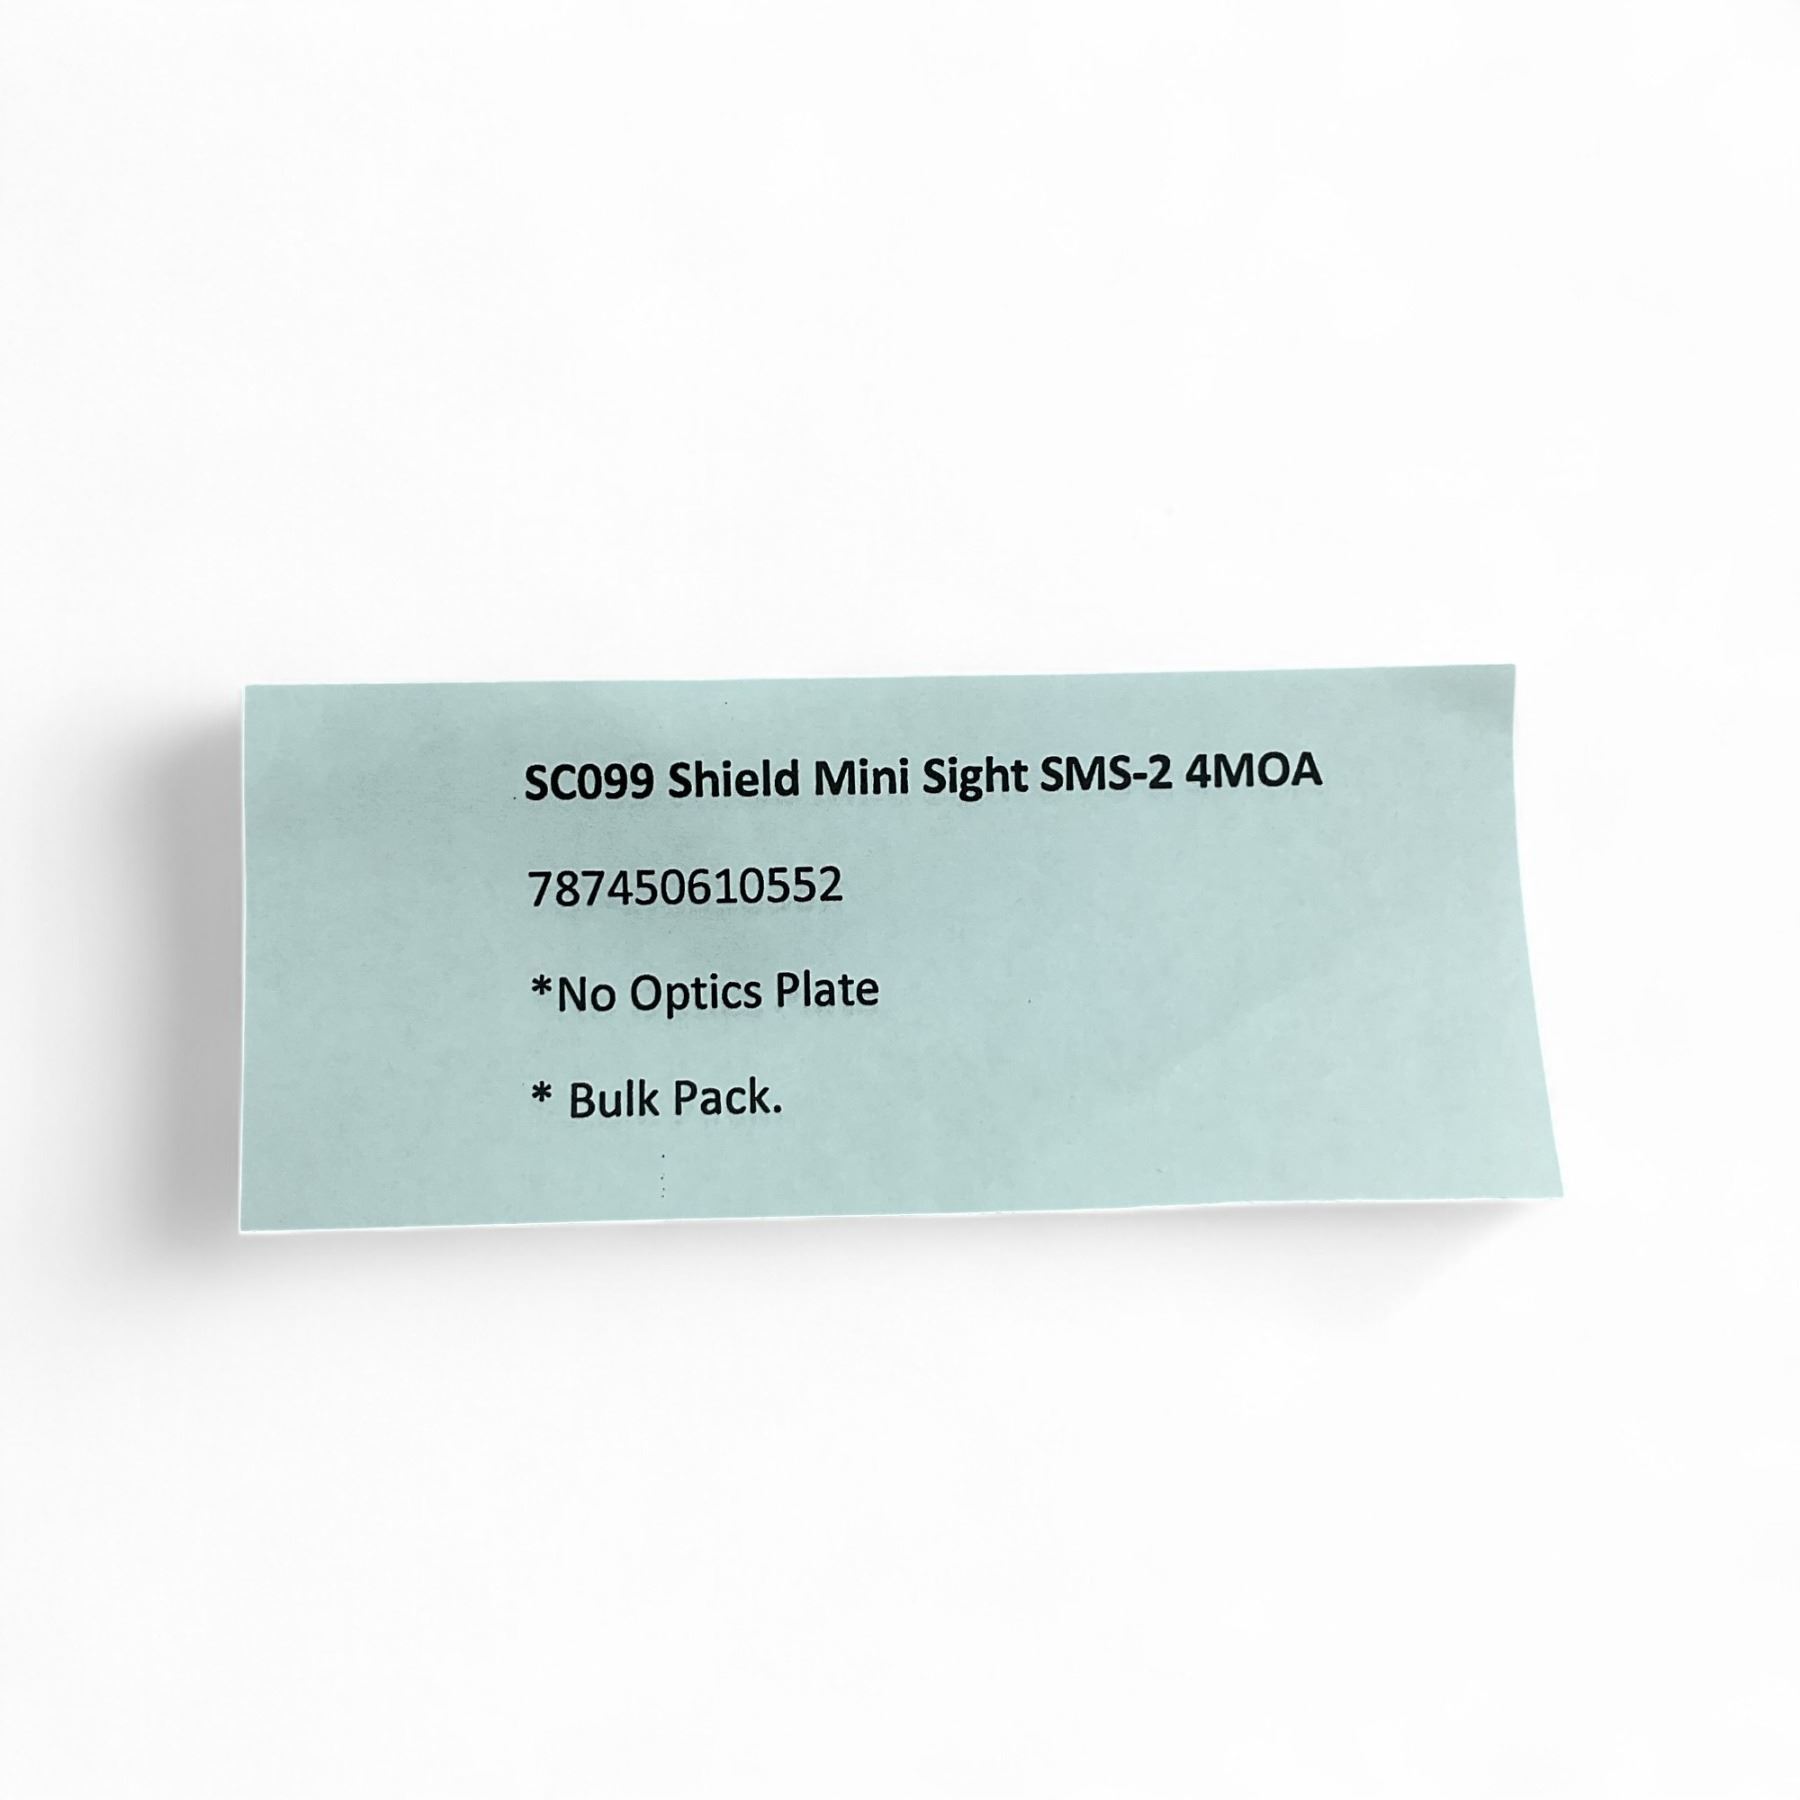 SC099 Shield Mini Sight SMS-2 4MOA
787450610552
*No Optics Plate
* Bulk Pack.